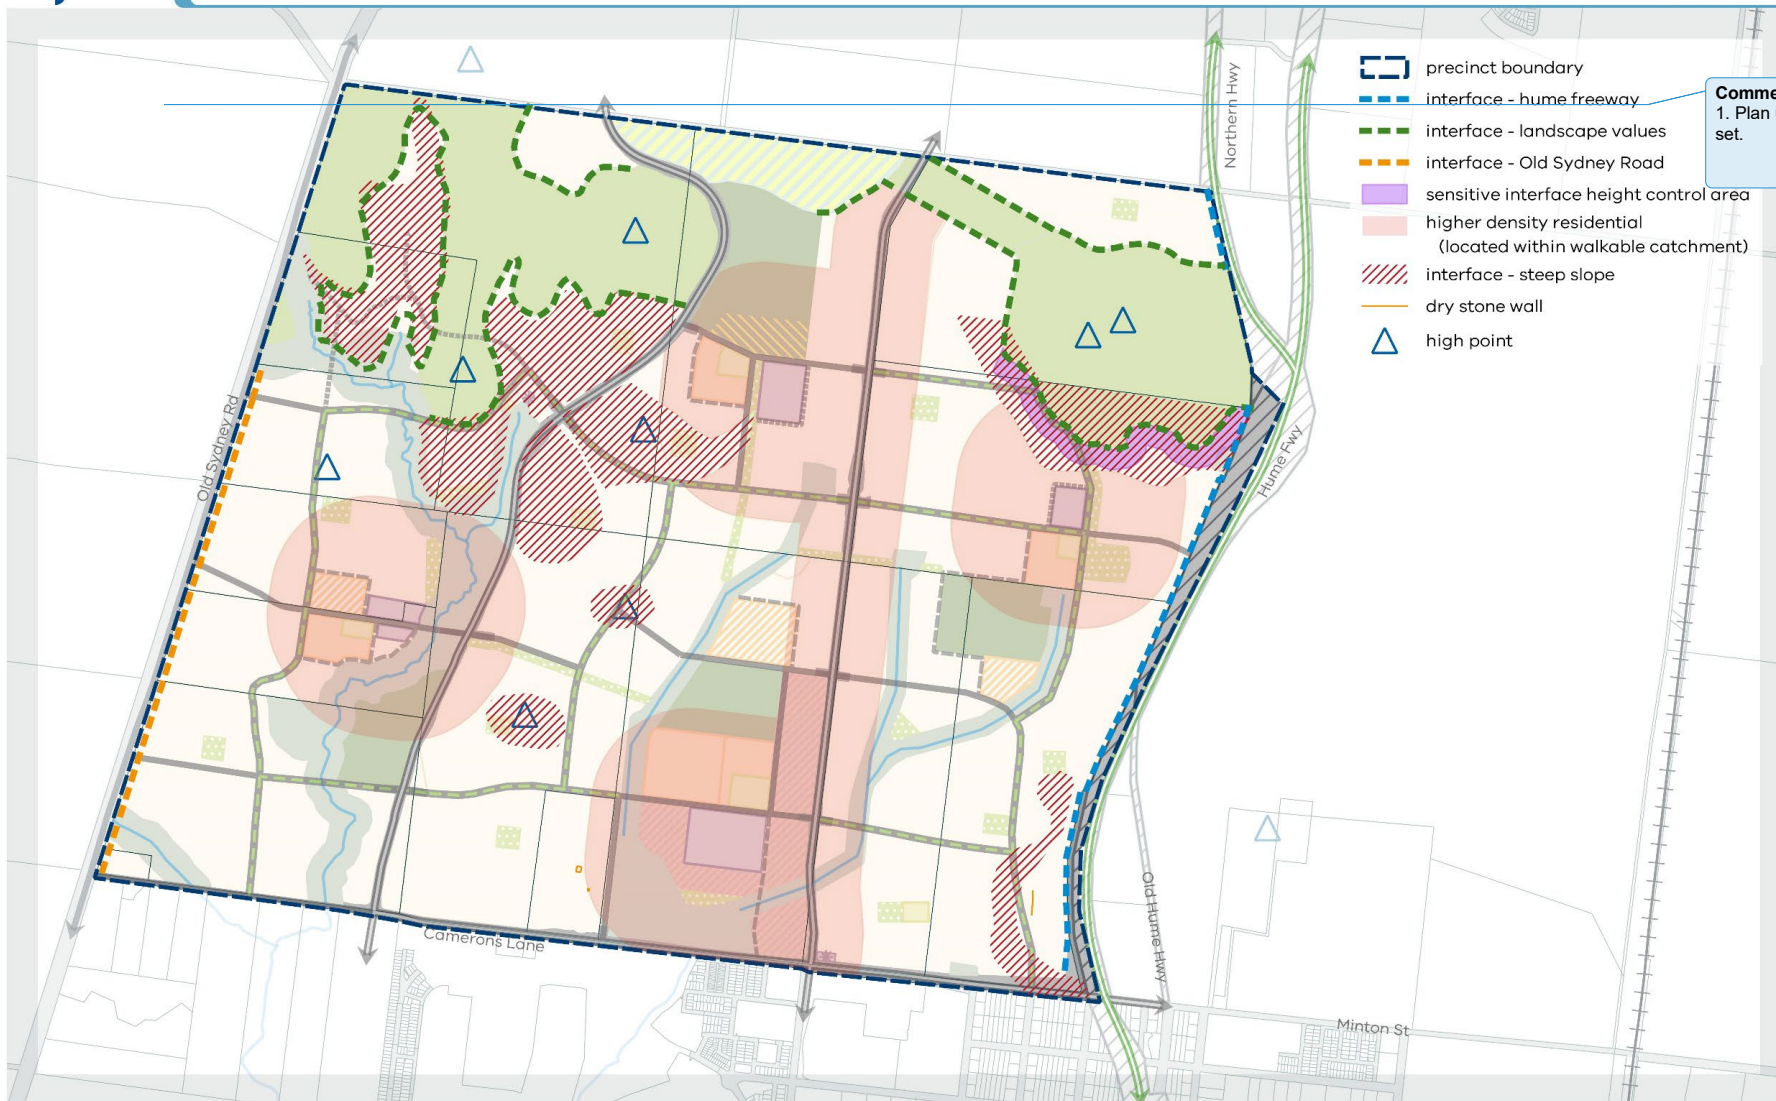 precinct boundary
interface - hume freeway
interface - landscape values
interface - Old Sydney Road
sensitive interface height control area
higher density residential
(located within walkable catchment)
interface - steep slope
dry stone wall
high point
1. Plan
set.
Northern Hwy
Old Sydney Rd
Hume Fwy
Old Hume Hwy
Camerons Lane
Minton St